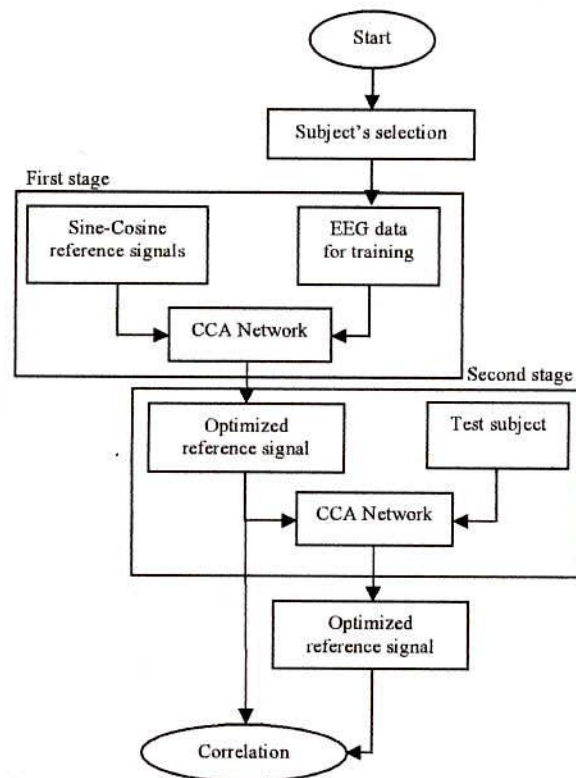 Start
Subject's selection
First stage
Sine-Cosine
reference signals
EEG data
for training
CCA Network
Second stage
Optimized
reference signal
Test subject
CCA Network
Optimized
reference signal
Correlation